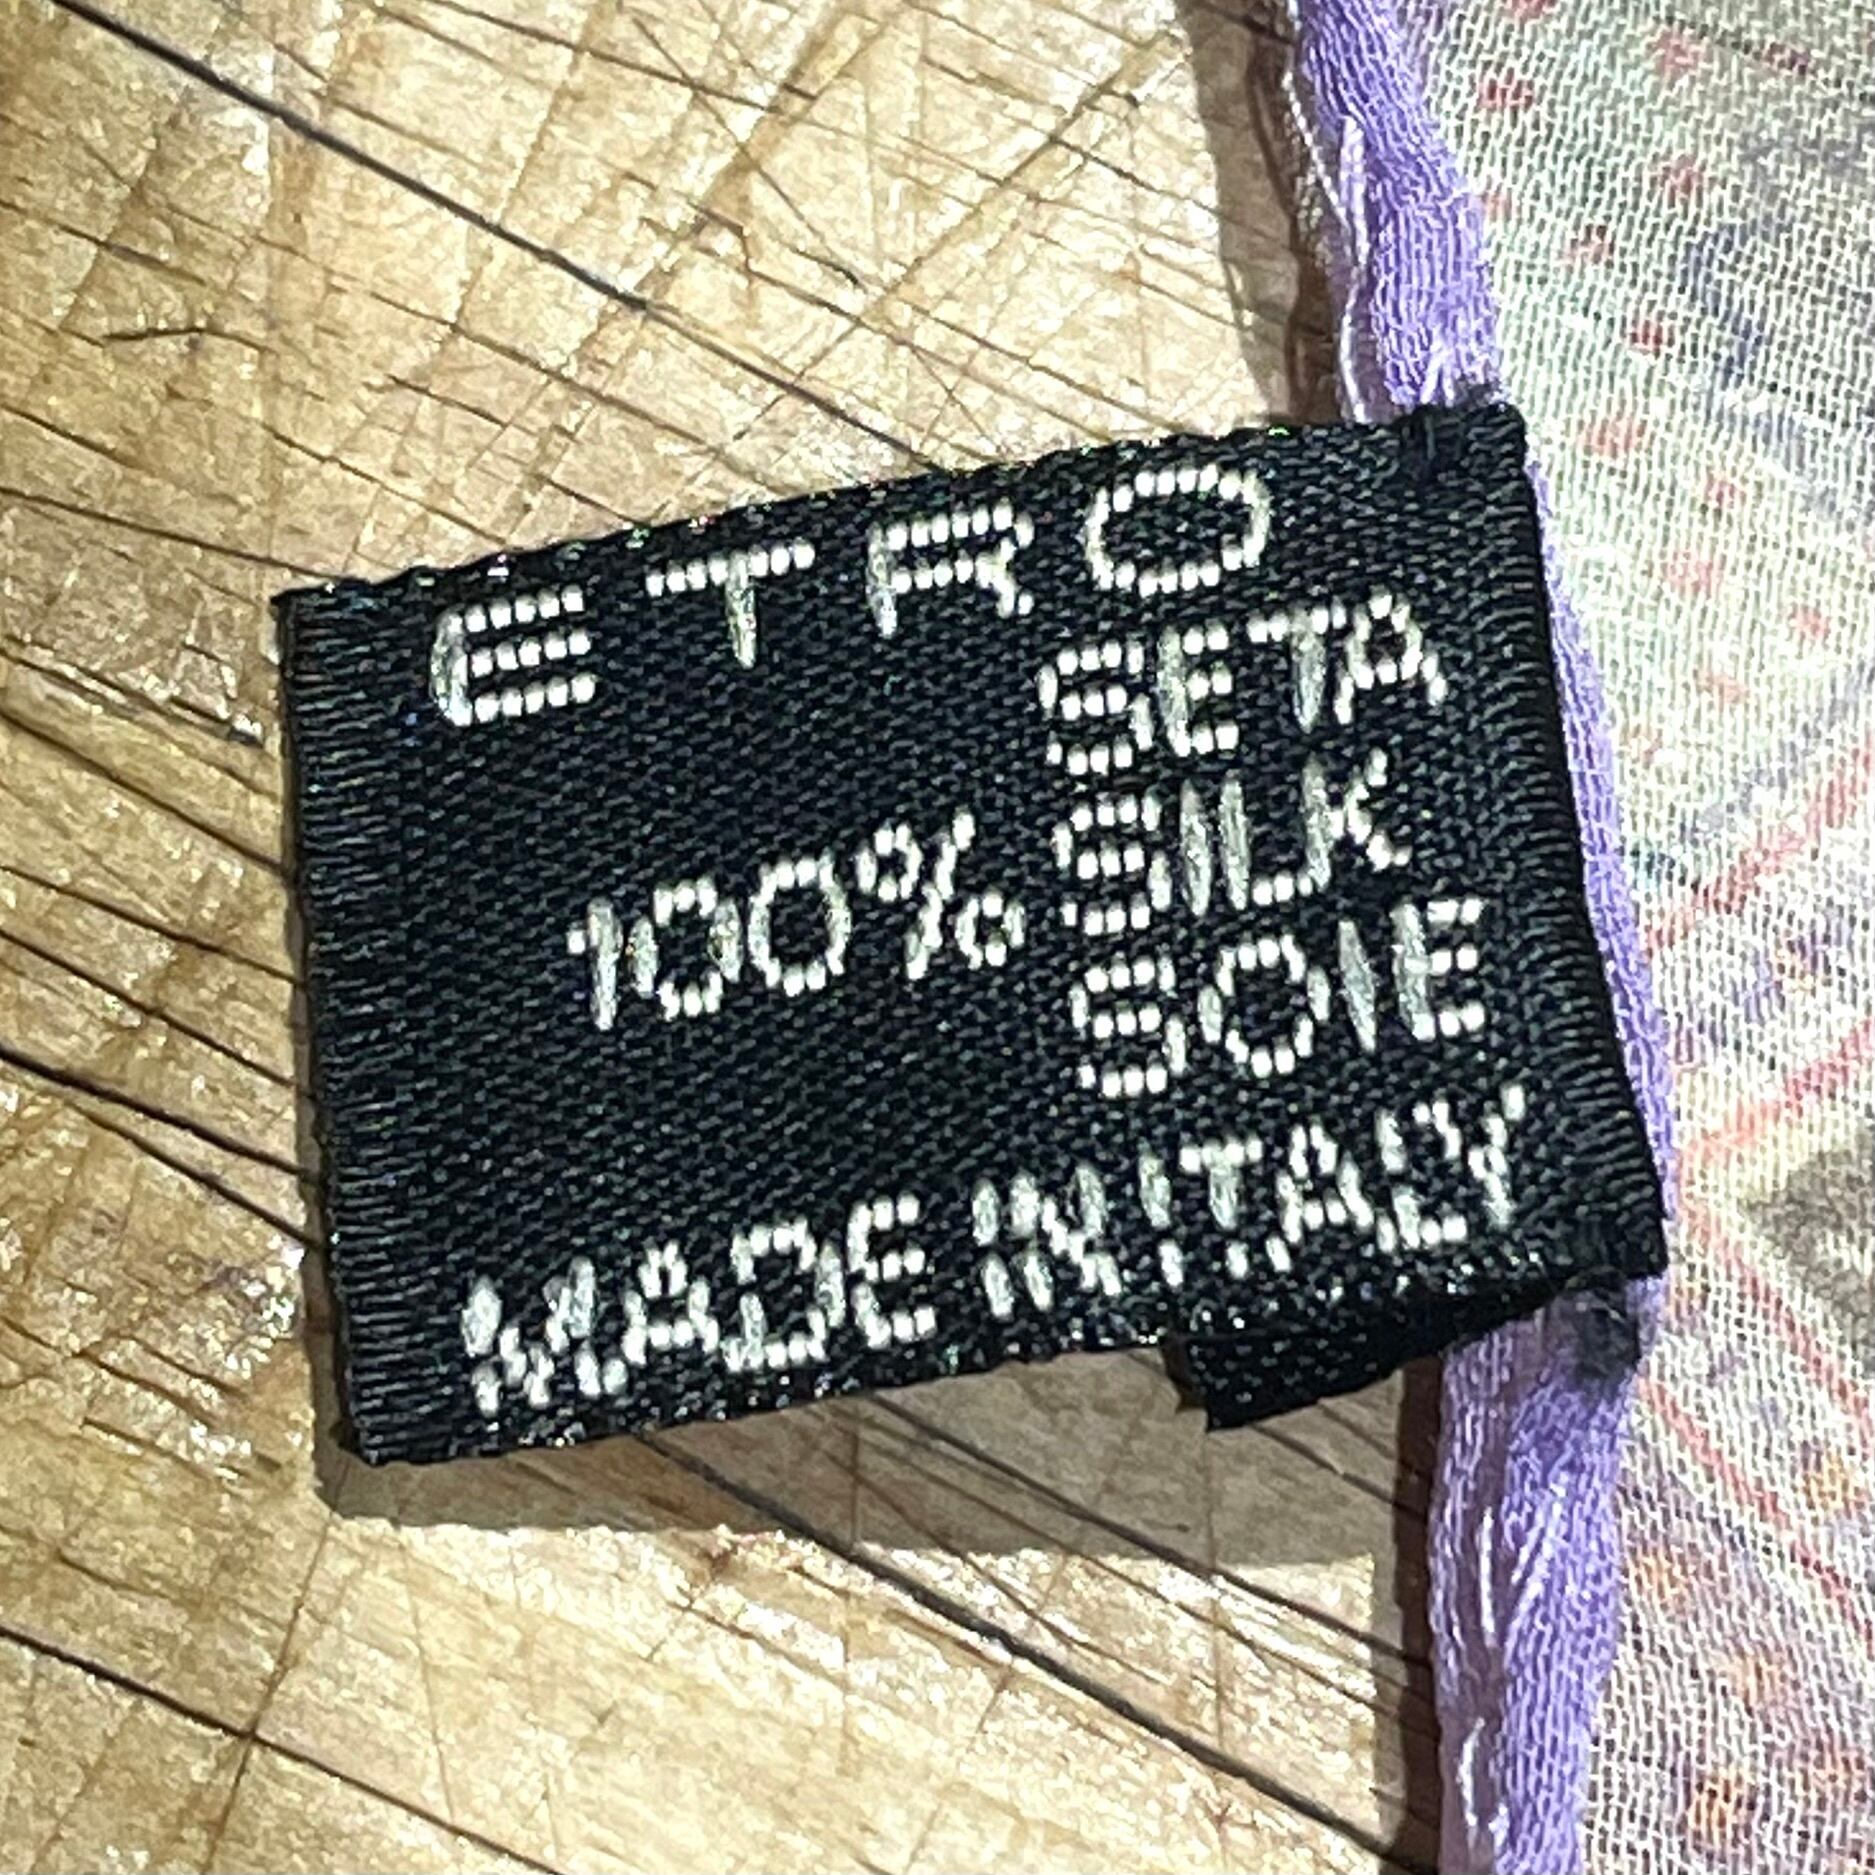 ETRO
SETA
100% SILK
SOIE
MADE IN ITALY